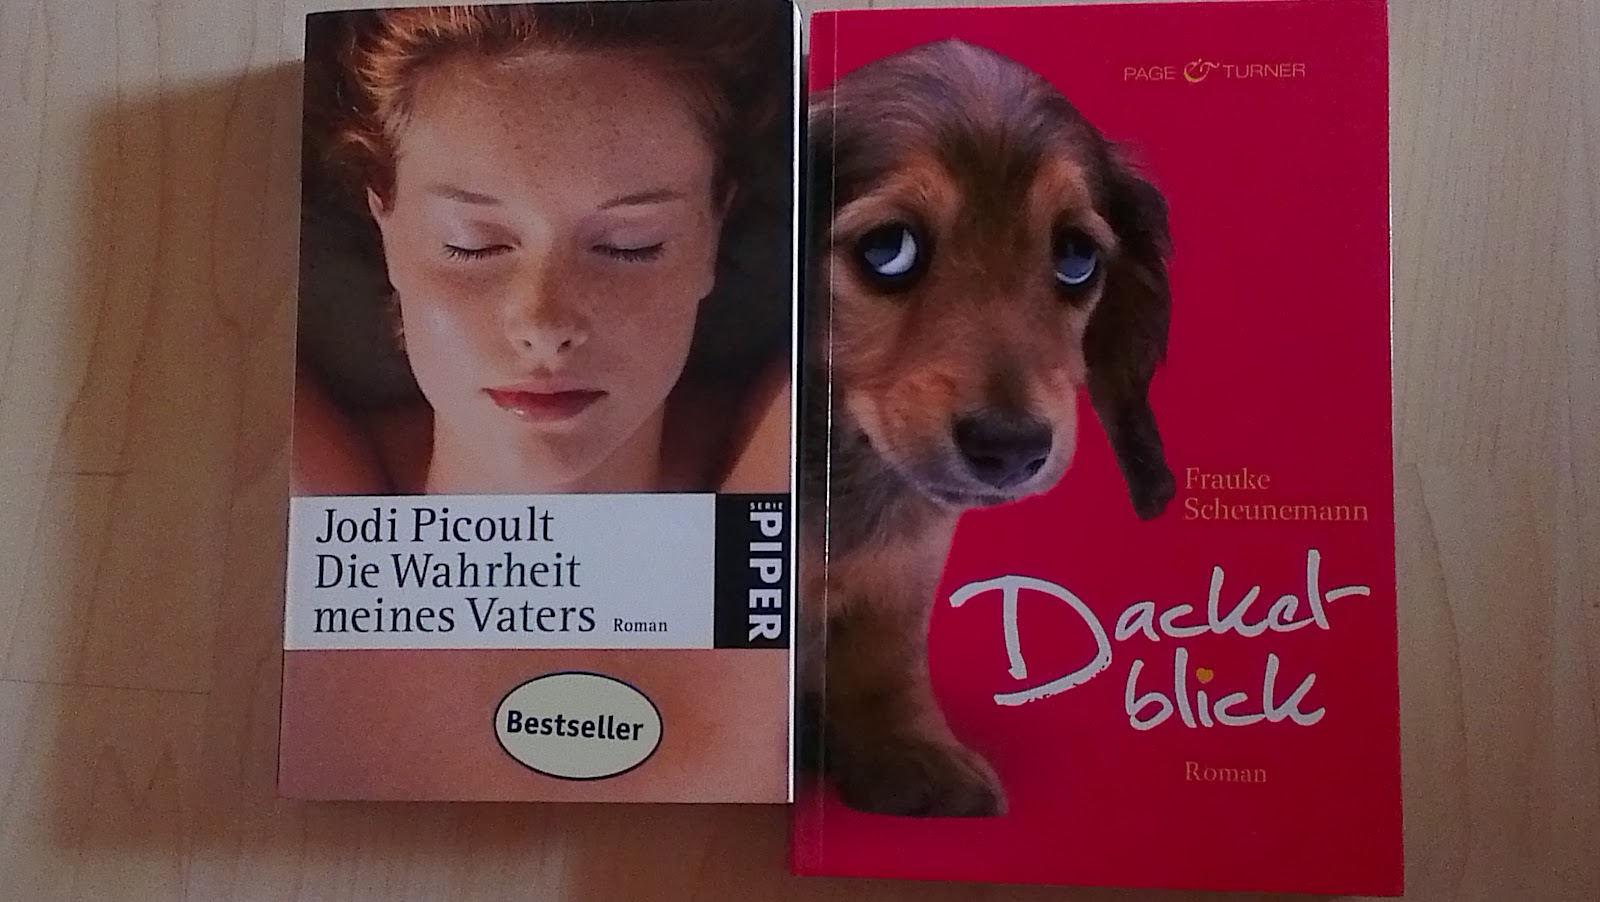 Jodi Picoult
Die Wahrheit
meines Vaters Roman
SERIE
PIPER
Bestseller
PAGE & TURNER
Frauke
Scheunemann
Dackel-
blick
Roman